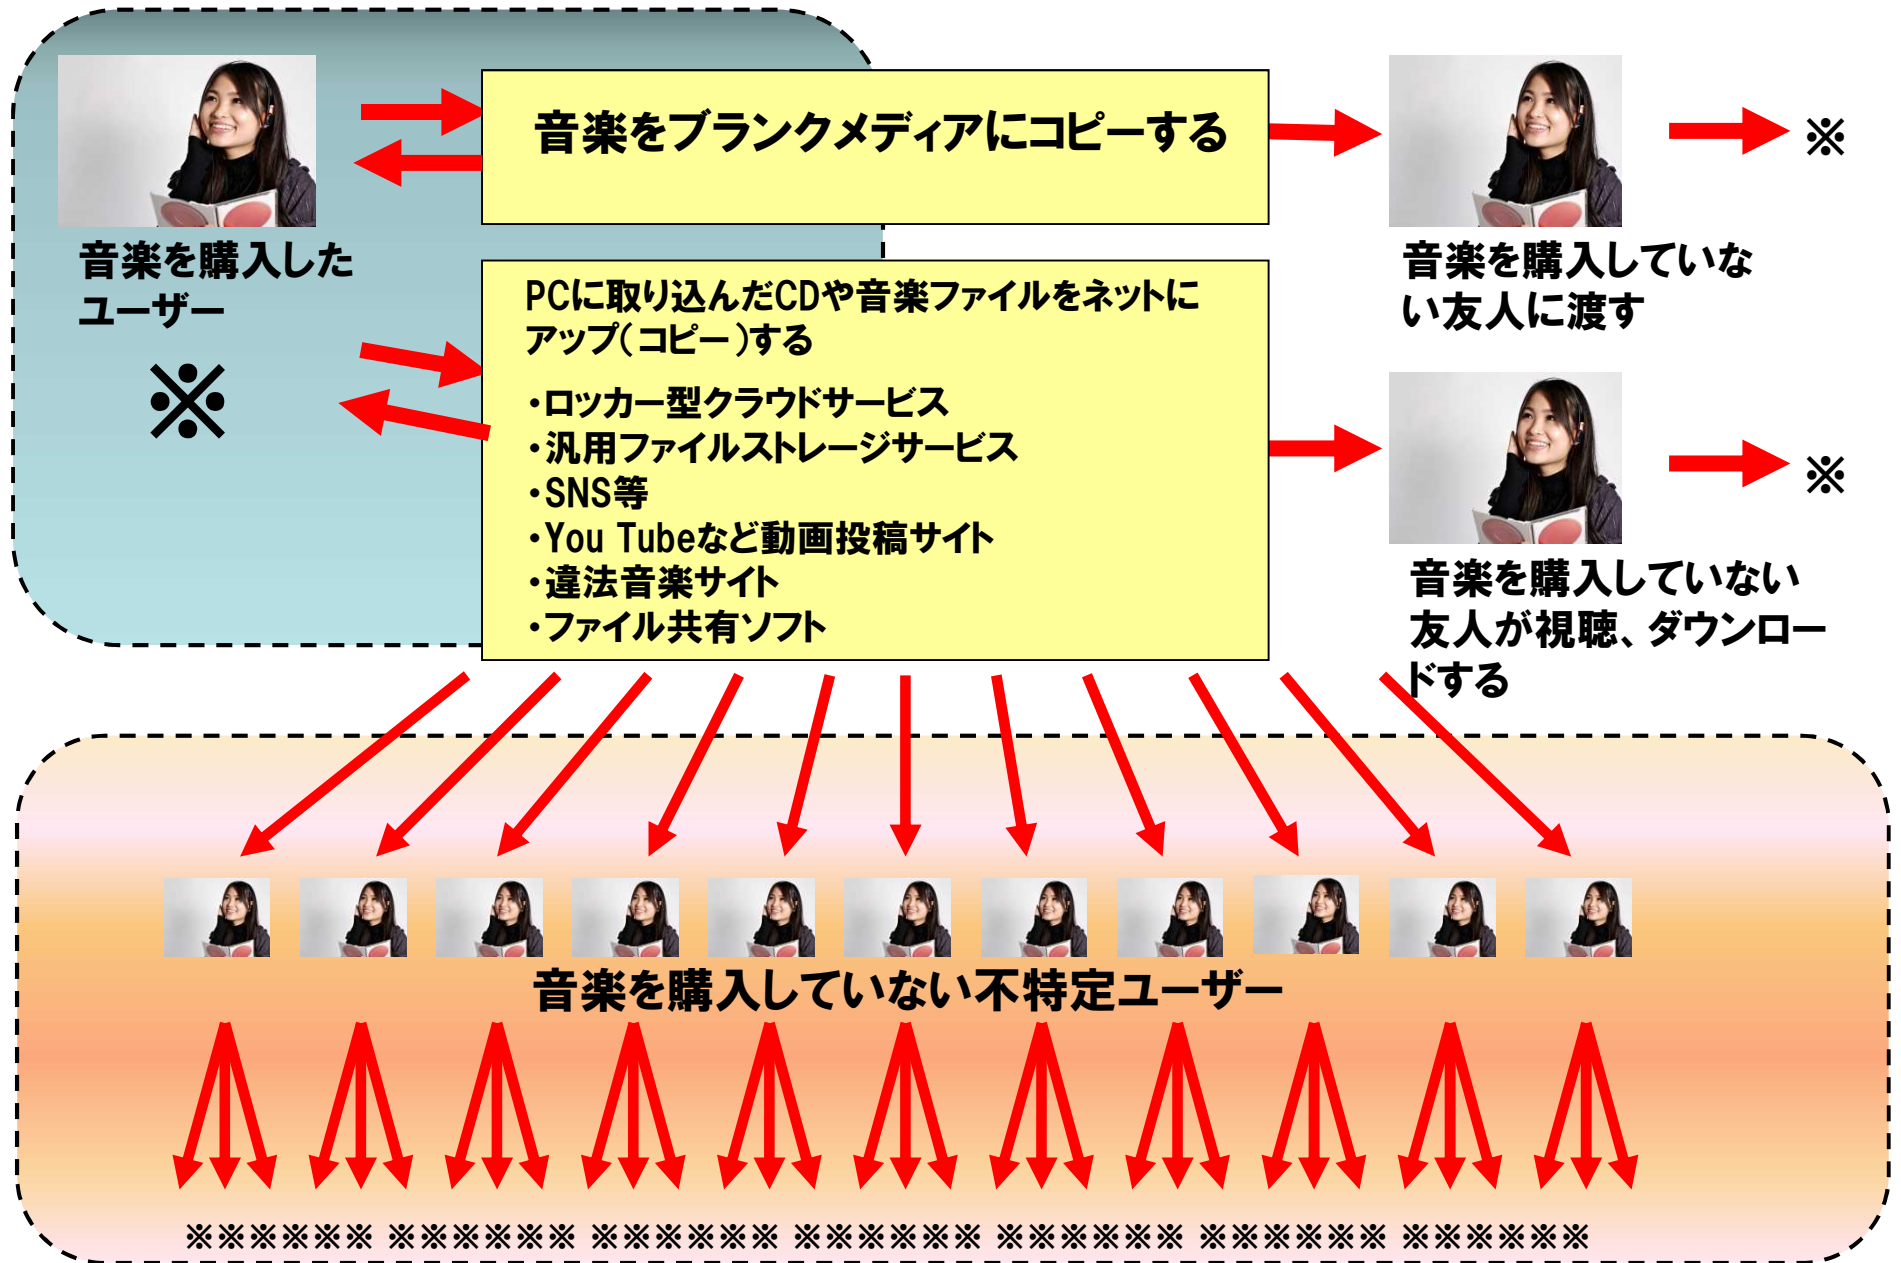 音楽をブランクメディアにコピーする
※
音楽を購入した
ユーザー
※
音楽を購入していな
い友人に渡す
PCに取り込んだCDや音楽ファイルをネットに
アップ(コピー)する
・ロッカー型クラウドサービス
・汎用ファイルストレージサービス
・SNS等
・You Tubeなど動画投稿サイト
・違法音楽サイト
・ファイル共有ソフト
※
音楽を購入していない
友人が視聴、ダウンロー
ドする
音楽を購入していない不特定ユーザー
※※※※※※ ※※※※※※ ※※※※※※ ※※※※※※ ※※※※※※ ※※※※※※ ※※※※※※